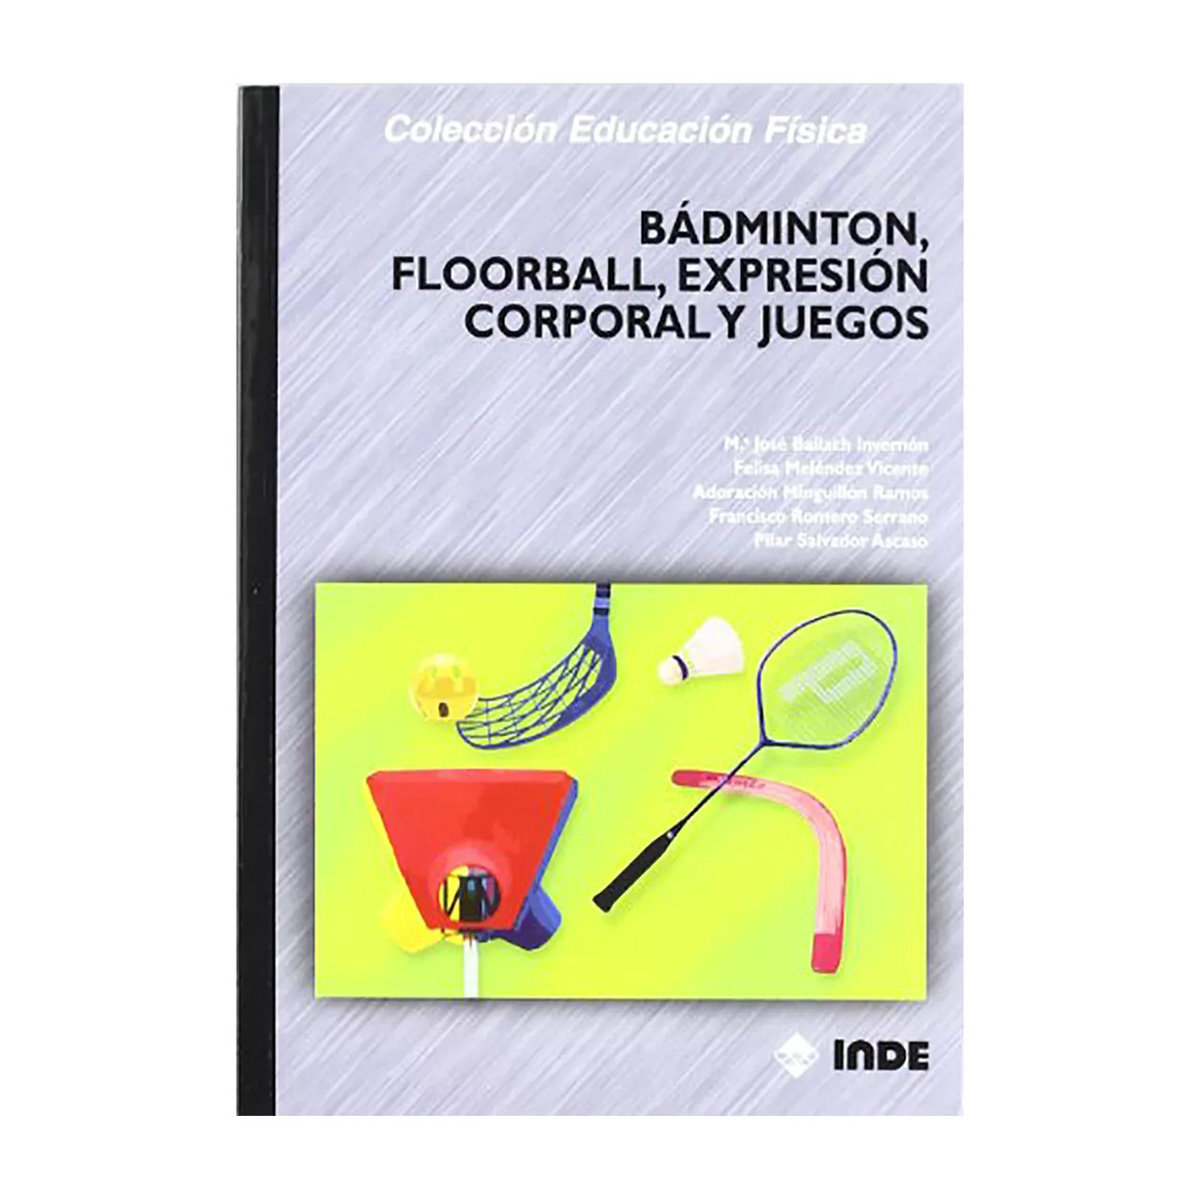 Colección Educación Física
BÁDMINTON,
FLOORBALL, EXPRESIÓN
CORPORAL Y JUEGOS
M.ª José Bailach Invernón
Felisa Meléndez Vicente
Adoración Minguillón Ramos
Francisco Romero Serrano
Pilar Salvador Ascaso
INDE